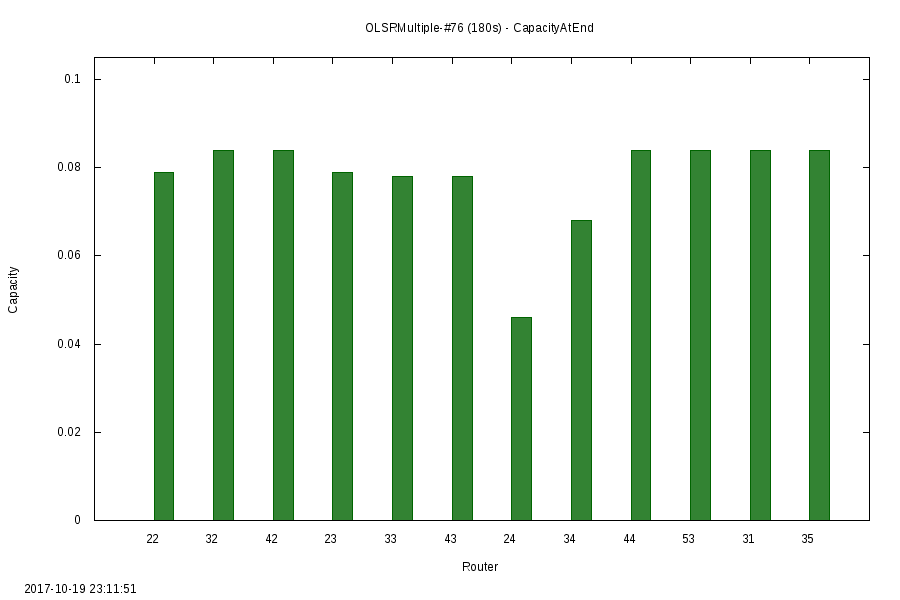 OLSRMultiple-#76 (180s) - CapacityAtEnd
0.1
0.08
0.06
0.04
0.02
0
Capacity
22 32 42 23 33 43 24 34 44 53 31 35
Router
2017-10-19 23:11:51